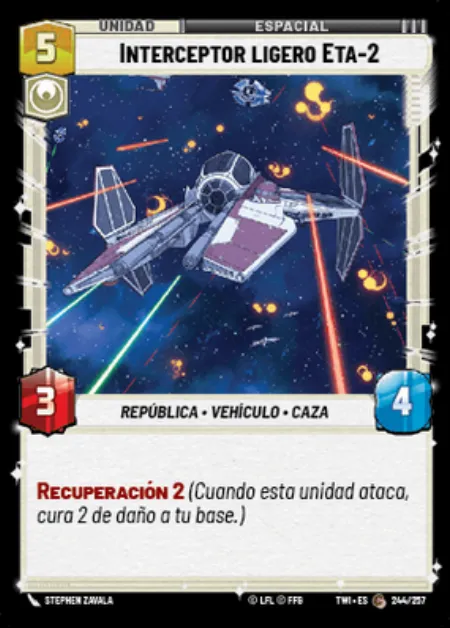 UNIDAD ESPACIAL
5 INTERCEPTOR LIGERO ETA-2
3 REPÚBLICA • VEHÍCULO • CAZA 4
RECUPERACIÓN 2 (Cuando esta unidad ataca,
cura 2 de daño a tu base.)
STEPHEN ZAVALA © LFL © FFG TWI • ES C 244/257